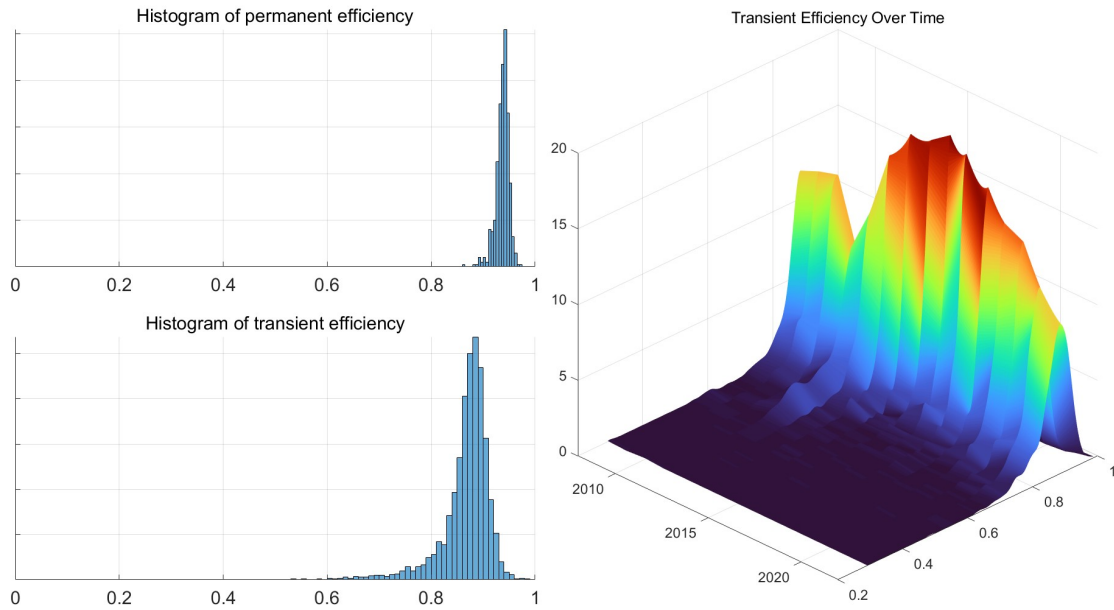 Histogram of permanent efficiency
0 0.2 0.4 0.6 0.8 1
Histogram of transient efficiency
0 0.2 0.4 0.6 0.8 1
Transient Efficiency Over Time
20
15
10
5
0
2010
2015
2020
0.2
0.4
0.6
0.8
1